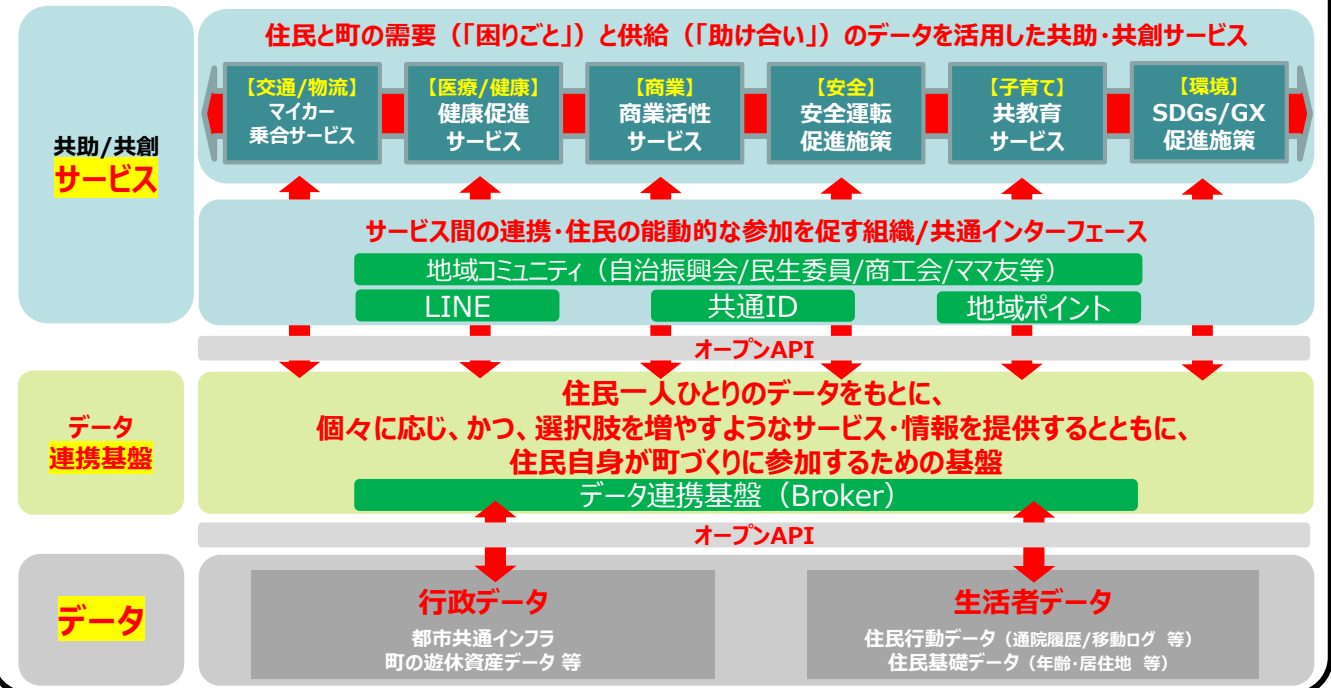 住民と町の需要（「困りごと」）と供給（「助け合い」）のデータを活用した共助・共創サービス
【交通/物流】
マイカー
乗合サービス
【医療/健康】
健康促進
サービス
【商業】
商業活性
サービス
【安全】
安全運転
促進施策
【子育て】
共教育
サービス
【環境】
SDGs/GX
促進施策
共助/共創
サービス
サービス間の連携・住民の能動的な参加を促す組織/共通インターフェース
地域コミュニティ（自治振興会/民生委員/商工会/ママ友等）
LINE
共通ID
地域ポイント
オープンAPI
データ
連携基盤
住民一人ひとりのデータをもとに、
個々に応じ、かつ、選択肢を増やすようなサービス・情報を提供するとともに、
住民自身が町づくりに参加するための基盤
データ連携基盤（Broker）
オープンAPI
データ
行政データ
都市共通インフラ
町の遊休資産データ 等
生活者データ
住民行動データ（通院履歴/移動ログ 等）
住民基礎データ（年齢・居住地 等）